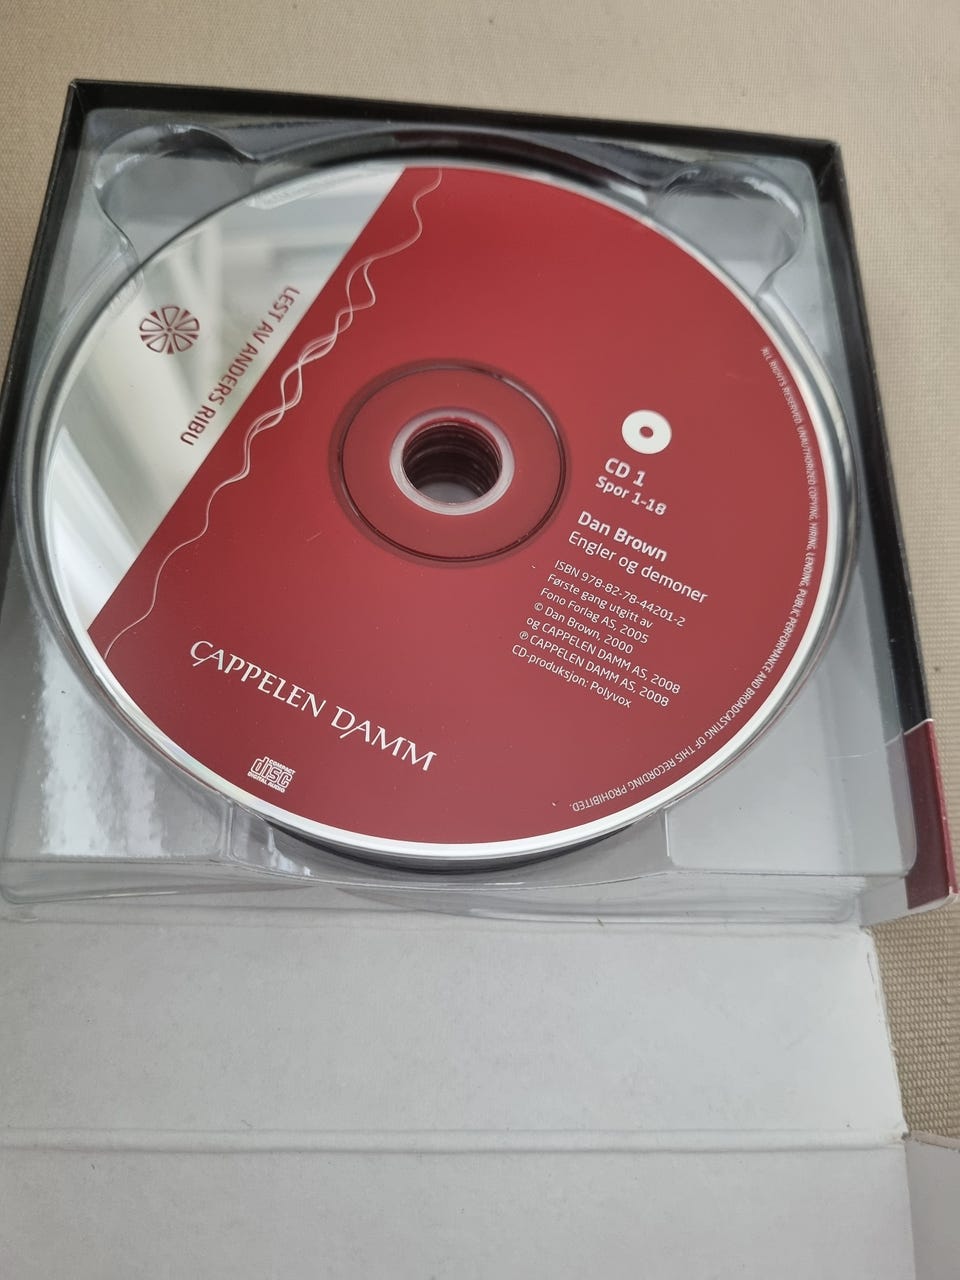 LEST AV ANDERS RIBU
CD 1
Spor 1-18
Dan Brown
Engler og demoner
ISBN 978-82-78-44201-2
Første gang utgitt av
Fono Forlag AS, 2005
© Dan Brown, 2000
og CAPPELEN DAMM AS, 2008
℗ CAPPELEN DAMM AS, 2008
CD-produksjon: Polyvox
CAPPELEN DAMM
COMPACT
disc
DIGITAL AUDIO
ALL RIGHTS RESERVED. UNAUTHORIZED COPYING, HIRING, LENDING, PUBLIC PERFORMANCE AND BROADCASTING OF THIS RECORDING PROHIBITED.